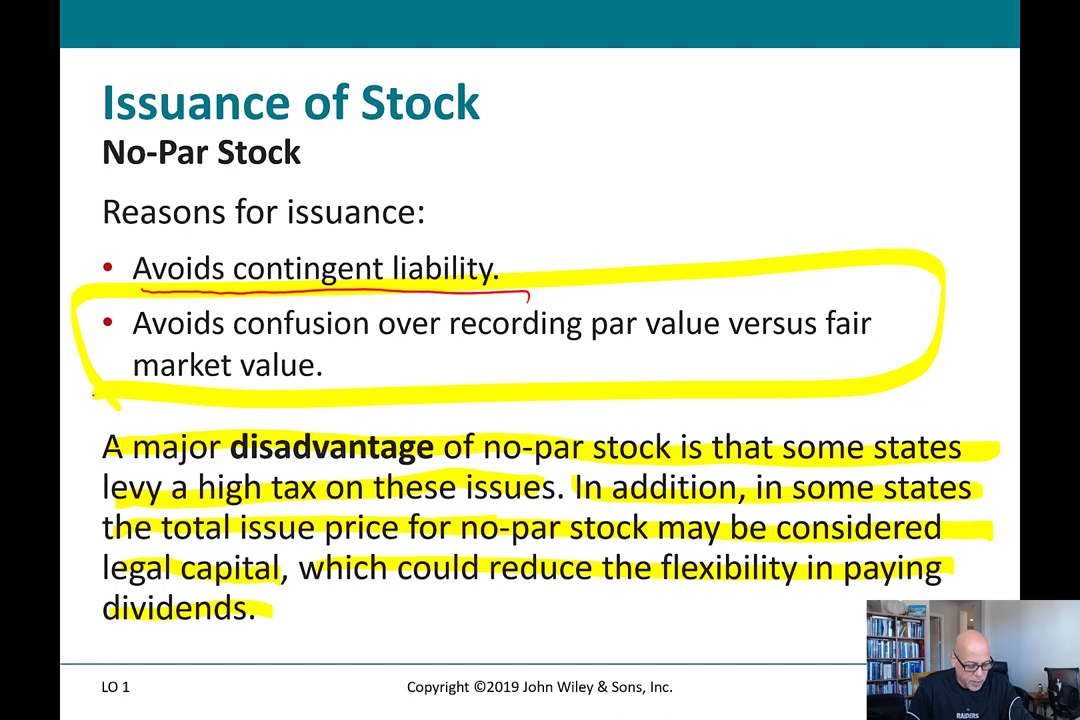 Issuance of Stock
No-Par Stock
Reasons for issuance:
• Avoids contingent liability.
• Avoids confusion over recording par value versus fair
market value.
A major disadvantage of no-par stock is that some states
levy a high tax on these issues. In addition, in some states
the total issue price for no-par stock may be considered
legal capital, which could reduce the flexibility in paying
dividends.
LO 1
Copyright ©2019 John Wiley & Sons, Inc.
RAIDERS